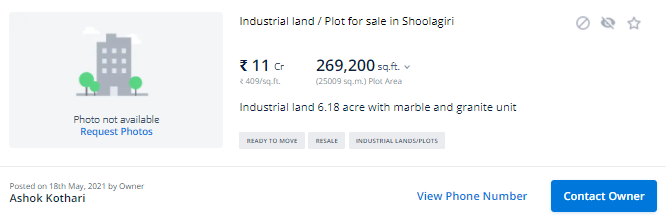 Industrial land / Plot for sale in Shoolagiri
₹ 11 Cr
₹ 409/sq.ft.
269,200 sq.ft.
(25009 sq.m.) Plot Area
Photo not available
Request Photos
Industrial land 6.18 acre with marble and granite unit
READY TO MOVE
RESALE
INDUSTRIAL LANDS/PLOTS
Posted on 18th May, 2021 by Owner
Ashok Kothari
View Phone Number
Contact Owner